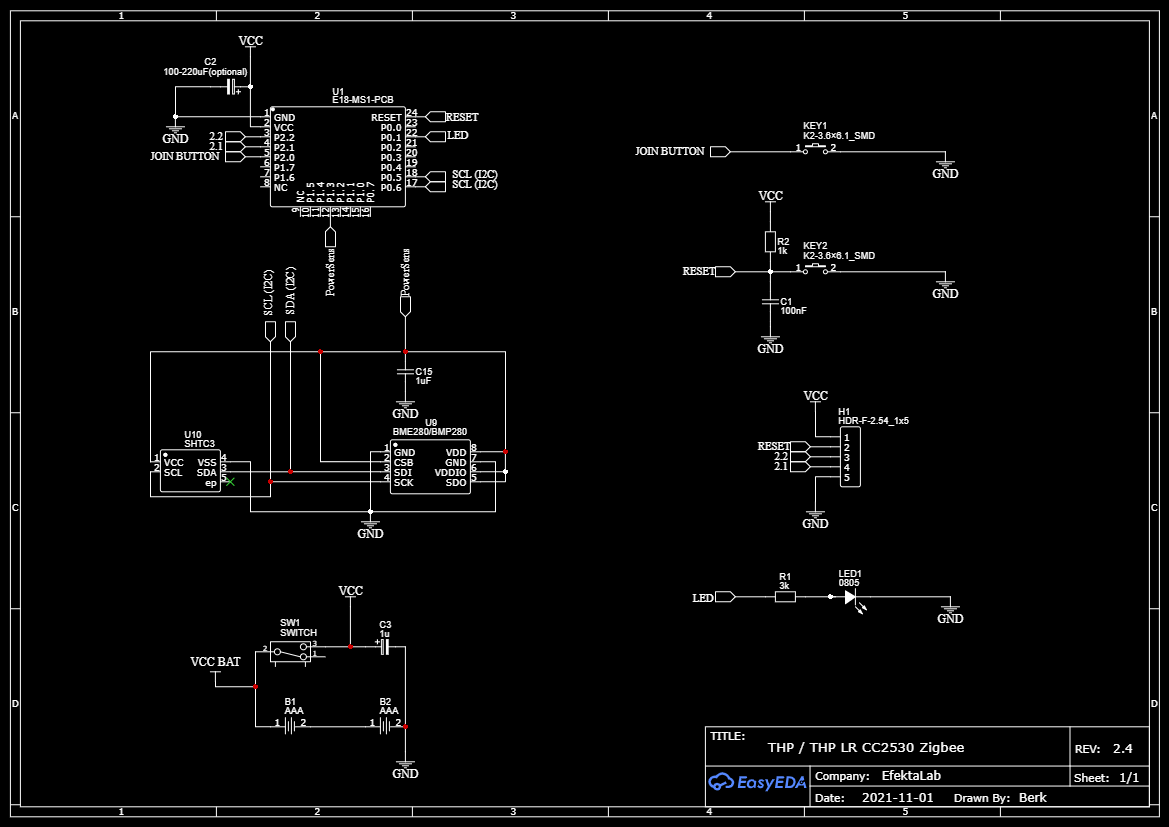 1 2 3 4 5
A
B
C
D
VCC
C2
100-220uF(optional)
+
GND
U1
E18-MS1-PCB
1 GND
2 VCC
2.2 3 P2.2
2.1 4 P2.1
JOIN BUTTON 5 P2.0
6 P1.7
7 P1.6
8 NC
RESET 24 RESET
P0.0 23
P0.1 22 LED
P0.2 21
P0.3 20
P0.4 19
P0.5 18 SCL (I2C)
P0.6 17 SCL (I2C)
NC P1.5 P1.4 P1.3 P1.2 P1.1 P1.0 P0.7
9 10 11 12 13 14 15 16
PowerSens
PowerSens
SCL (I2C)
SDA (I2C)
C15
1uF
GND
U10
SHTC3
1 VCC VSS 4
2 SCL SDA 3
ep 5
U9
BME280/BMP280
1 GND VDD 8
2 CSB GND 7
3 SDI VDDIO 6
4 SCK SDO 5
GND
VCC
SW1
SWITCH
2 3 1
C3
1u
+
VCC BAT
B1
AAA
1 2
B2
AAA
1 2
GND
KEY1
K2-3.6×6.1_SMD
JOIN BUTTON 1 2
GND
VCC
R2
1k
KEY2
K2-3.6×6.1_SMD
RESET 1 2
GND
C1
100nF
GND
VCC
H1
HDR-F-2.54_1x5
1
RESET 2
2.2 3
2.1 4
5
GND
LED
R1
3k
LED1
0805
GND
TITLE:
THP / THP LR CC2530 Zigbee
REV: 2.4
EasyEDA
Company: EfektaLab
Sheet: 1/1
Date: 2021-11-01 Drawn By: Berk
A
B
C
D
1 2 3 4 5